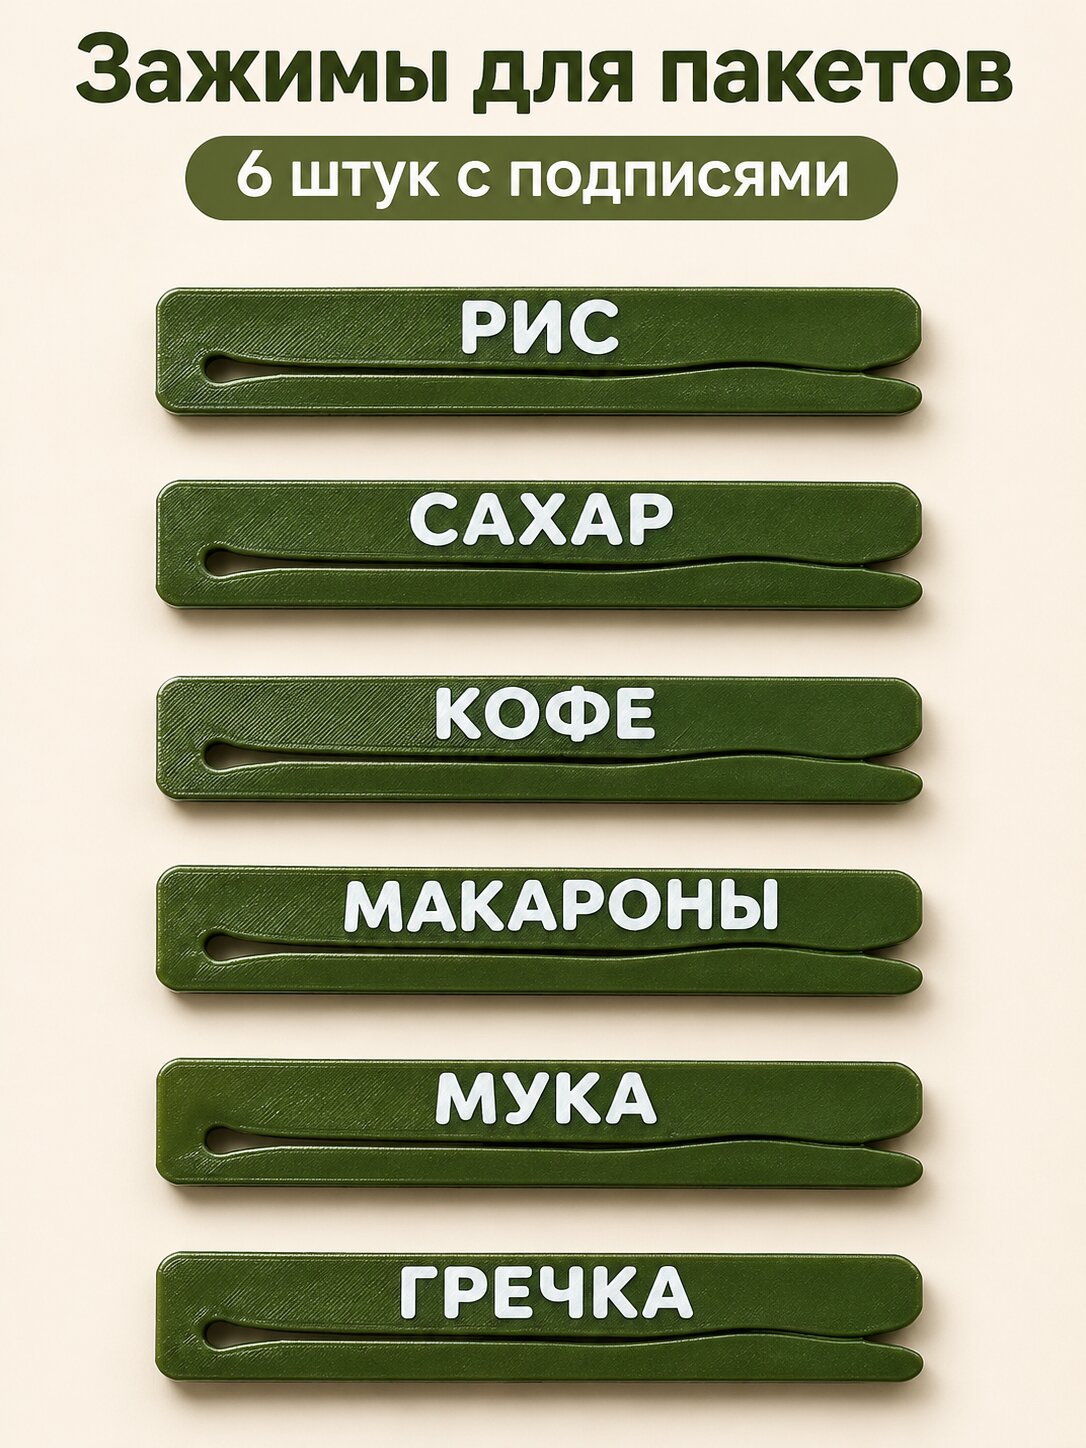 Зажимы для пакетов
6 штук с подписями
РИС
САХАР
КОФЕ
МАКАРОНЫ
МУКА
ГРЕЧКА